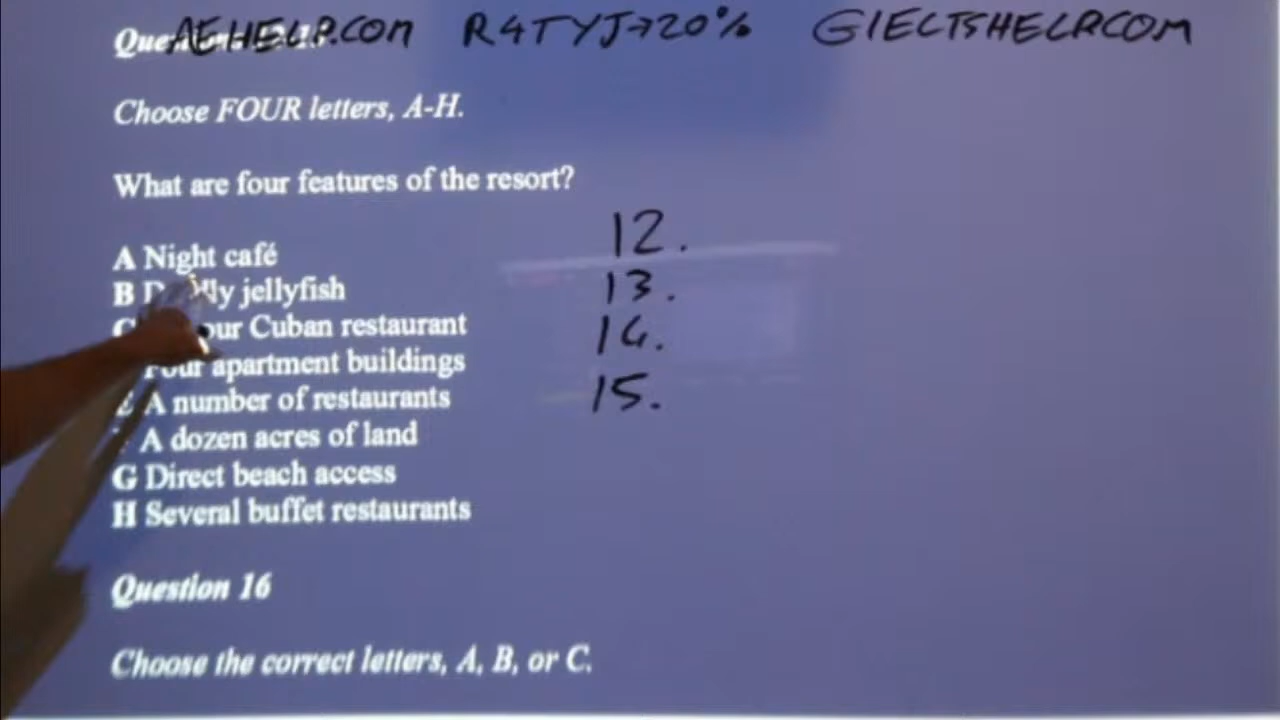 AEHELP.COM R4TYJ→20% GIELTSHELP.COM
Choose FOUR letters, A-H.
What are four features of the resort?
A Night café
B jellyfish
Cuban restaurant
Four apartment buildings
E A number of restaurants
A dozen acres of land
G Direct beach access
H Several buffet restaurants
12.
13.
14.
15.
Question 16
Choose the correct letters, A, B, or C.